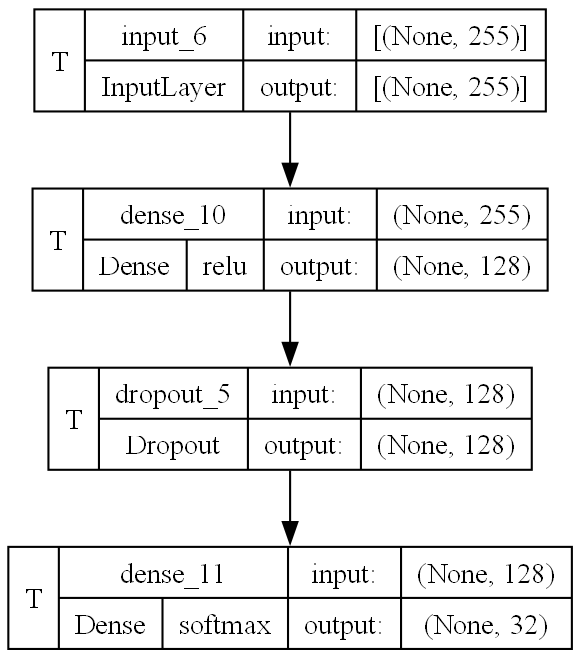 T input_6 input: [(None, 255)]
InputLayer output: [(None, 255)]
T dense_10 input: (None, 255)
Dense relu output: (None, 128)
T dropout_5 input: (None, 128)
Dropout output: (None, 128)
T dense_11 input: (None, 128)
Dense softmax output: (None, 32)